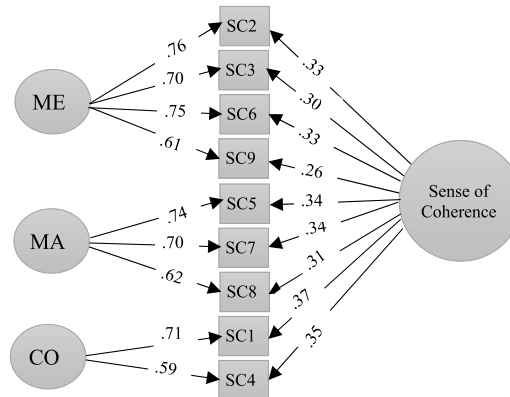 SC2
.76
.33
SC3
.70
.30
ME
SC6
.75
.33
SC9
.61
.26
Sense of
Coherence
SC5
.74
.34
MA
SC7
.70
.34
SC8
.62
.31
SC1
.71
.37
CO
SC4
.59
.35